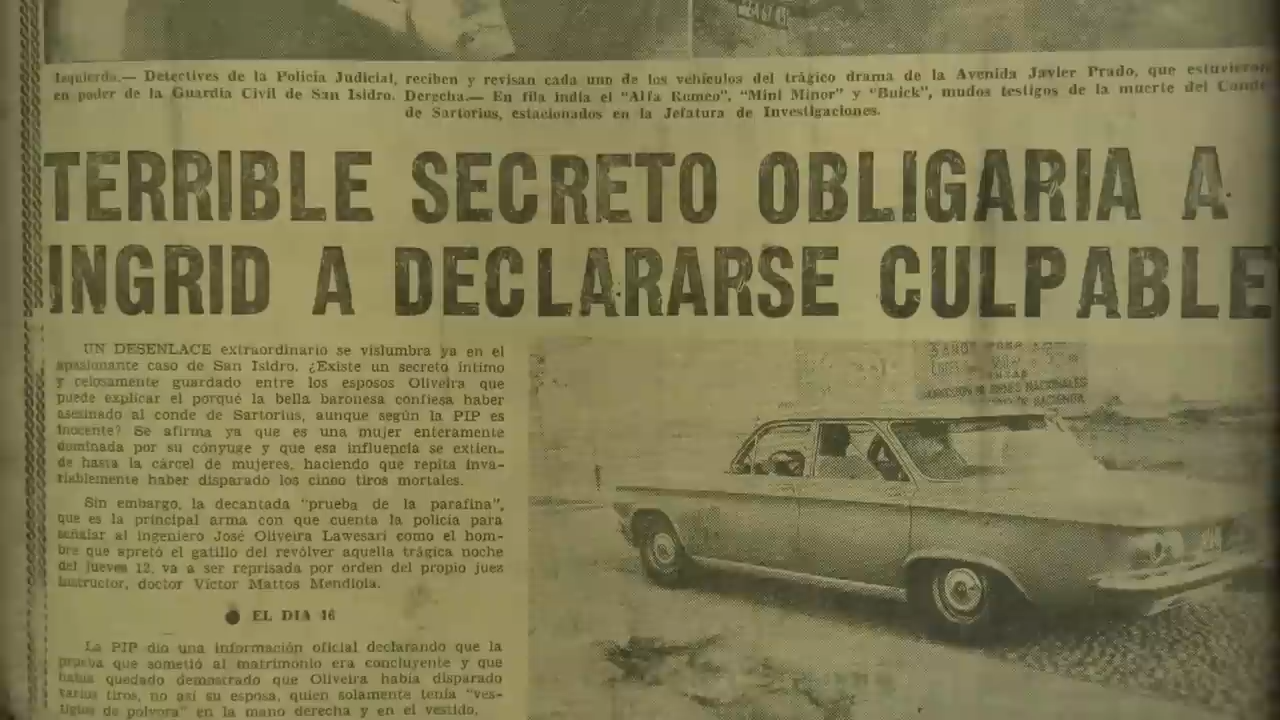 Izquierda.— Detectives de la Policía Judicial, reciben y revisan cada uno de los vehículos del trágico drama de la Avenida Javier Prado, que estuvieron
en poder de la Guardia Civil de San Isidro. Derecha.— En fila india el "Alfa Romeo", "Mini Minor" y "Buick", mudos testigos de la muerte del Conde
de Sartorius, estacionados en la Jefatura de Investigaciones.
TERRIBLE SECRETO OBLIGARIA A
INGRID A DECLARARSE CULPABLE
UN DESENLACE extraordinario se vislumbra ya en el
apasionante caso de San Isidro. ¿Existe un secreto íntimo
y celosamente guardado entre los esposos Oliveira que
puede explicar el porqué la bella baronesa confiesa haber
asesinado al conde de Sartorius, aunque según la PIP es
inocente? Se afirma ya que es una mujer enteramente
dominada por su cónyuge y que esa influencia se extien-
de hasta la cárcel de mujeres, haciendo que repita inva-
riablemente haber disparado los cinco tiros mortales.
Sin embargo, la decantada "prueba de la parafina",
que es la principal arma con que cuenta la policía para
señalar al ingeniero José Oliveira Lawesari como el hom-
bre que apretó el gatillo del revólver aquella trágica noche
del jueves 12, va a ser reprisada por orden del propio juez
instructor, doctor Víctor Mattos Mendiola.
EL DIA 16
La PIP dio una información oficial declarando que la
prueba que sometió al matrimonio era concluyente y que
había quedado demostrado que Oliveira había disparado
varios tiros, no así su esposa, quien solamente tenía "ves-
tigios de pólvora" en la mano derecha y en el vestido.
NACIONALES
DE HACIENDA